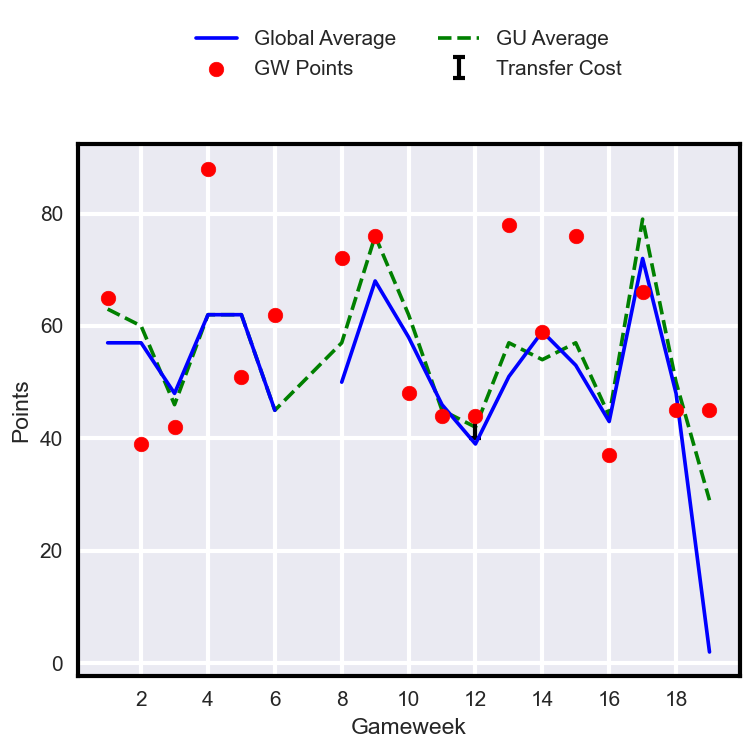 Global Average
GU Average
GW Points
Transfer Cost
80
60
40
20
0
Points
2 4 6 8 10 12 14 16 18
Gameweek